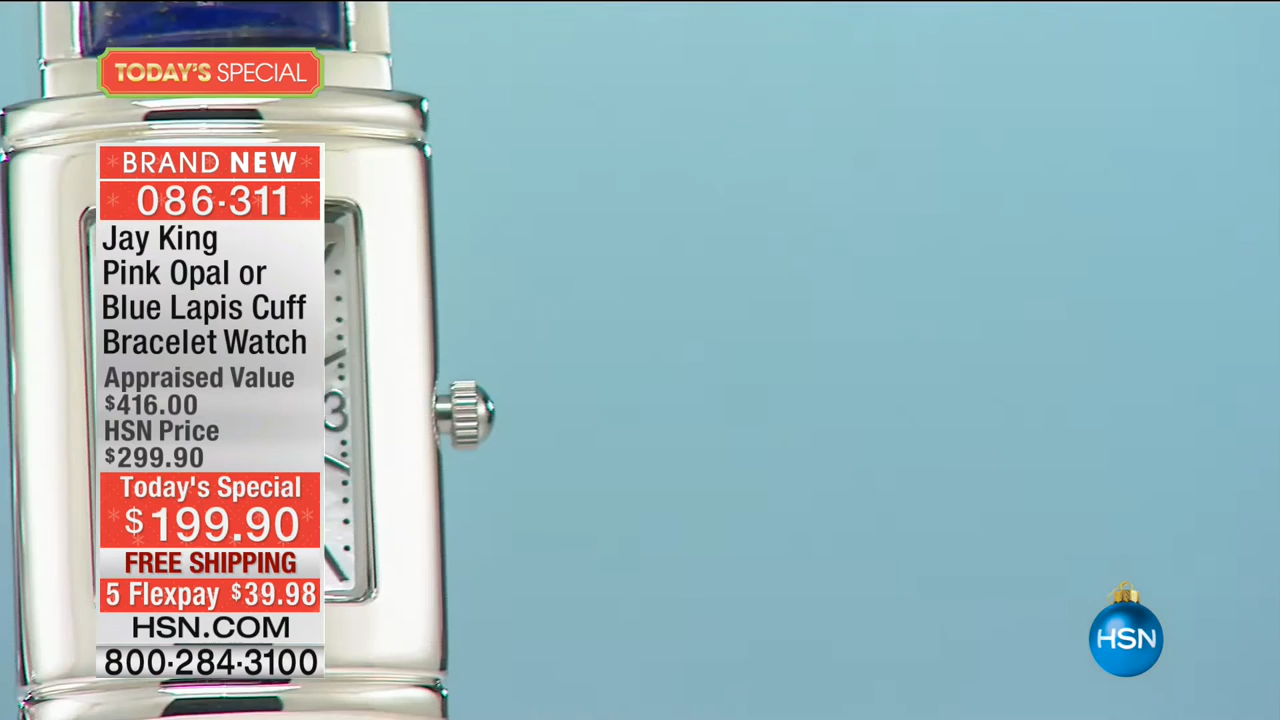 TODAY'S SPECIAL
BRAND NEW
086·311
Jay King
Pink Opal or
Blue Lapis Cuff
Bracelet Watch
Appraised Value
$416.00
HSN Price
$299.90
Today's Special
$199.90
FREE SHIPPING
5 Flexpay $39.98
HSN.COM
800·284·3100
3
HSN